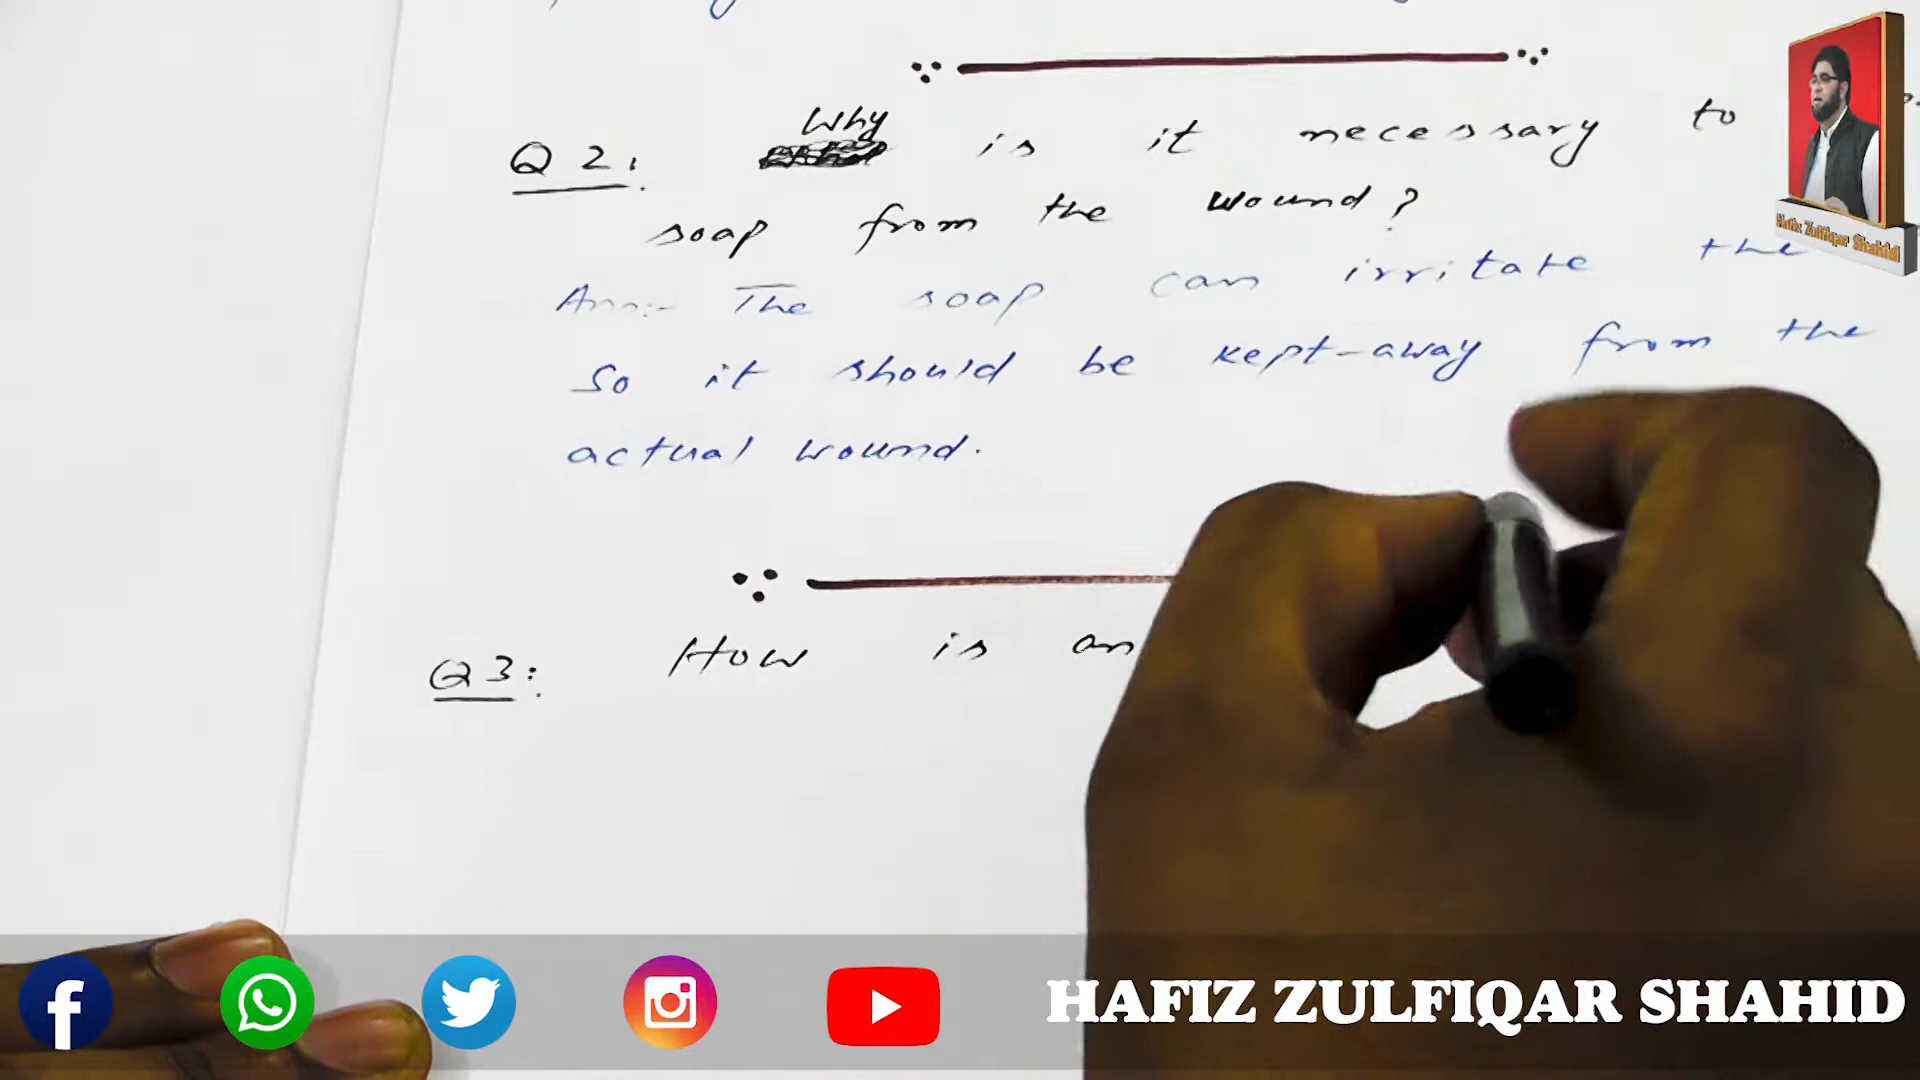 Q 2: Why is it necessary to
soap from the wound?
Ans:- The soap can irritate the
So it should be kept-away from the
actual wound.
Q 3: How is an
Hafiz Zulfiqar Shahid
HAFIZ ZULFIQAR SHAHID